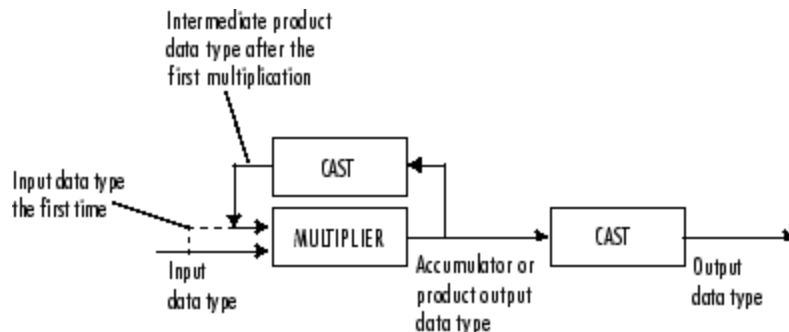 Intermediate product
data type after the
first multiplication
CAST
Input data type
the first time
MULTIPLIER
CAST
Input
data type
Accumulator or
product output
data type
Output
data type